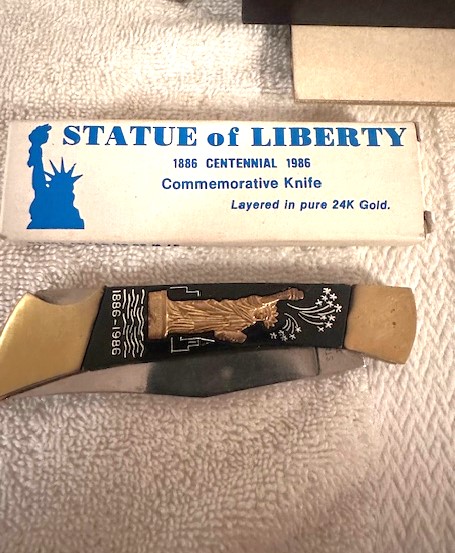 STATUE of LIBERTY
1886 CENTENNIAL 1986
Commemorative Knife
Layered in pure 24K Gold.
1886-1986